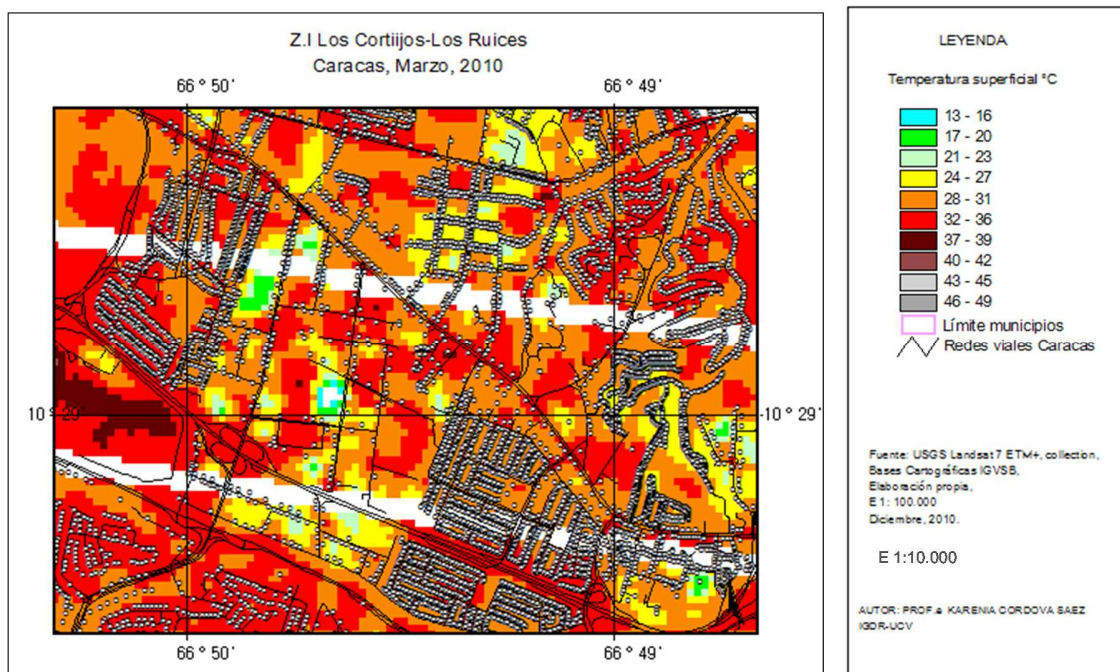 Z.I Los Cortiijos-Los Ruices
Caracas, Marzo, 2010
66 ° 50´
66 ° 49´
10 ° 29´
10 ° 29´
66 ° 50´
66 ° 49´
LEYENDA
Temperatura superficial °C
13 - 16
17 - 20
21 - 23
24 - 27
28 - 31
32 - 36
37 - 39
40 - 42
43 - 45
46 - 49
Límite municipios
Redes viales Caracas
Fuente: USGS Landsat 7 ETM+, collection,
Bases Cartográficas IGVSB,
Elaboración propia,
E 1: 100.000
Diciembre, 2010.
E 1:10.000
AUTOR: PROF.a KARENIA CORDOVA SAEZ
IGDR-UCV